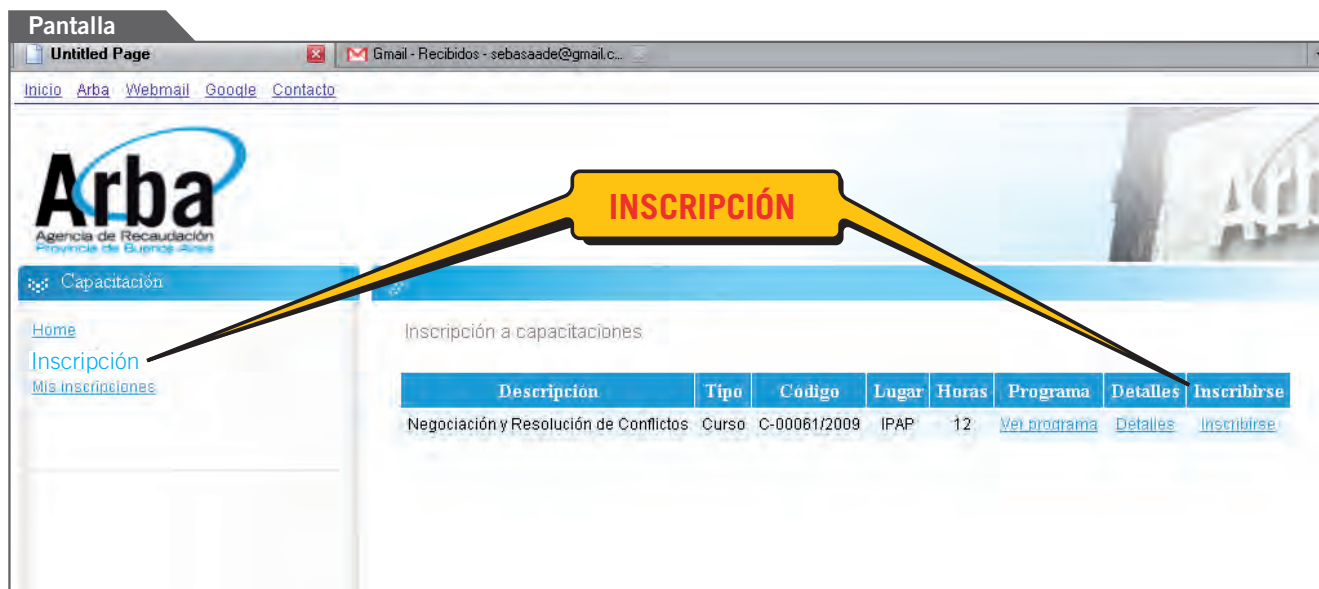 Pantalla
Untitled Page
Gmail - Recibidos - sebasaade@gmail.c...
Inicio Arba Webmail Google Contacto
Arba
Agencia de Recaudación
Provincia de Buenos Aires
INSCRIPCIÓN
Capacitación
Home
Inscripción
Mis inscripciones
Inscripción a capacitaciones
Descripción Tipo Código Lugar Horas Programa Detalles Inscribirse
Negociación y Resolución de Conflictos Curso C-00061/2009 IPAP 12 Ver programa Detalles Inscribirse